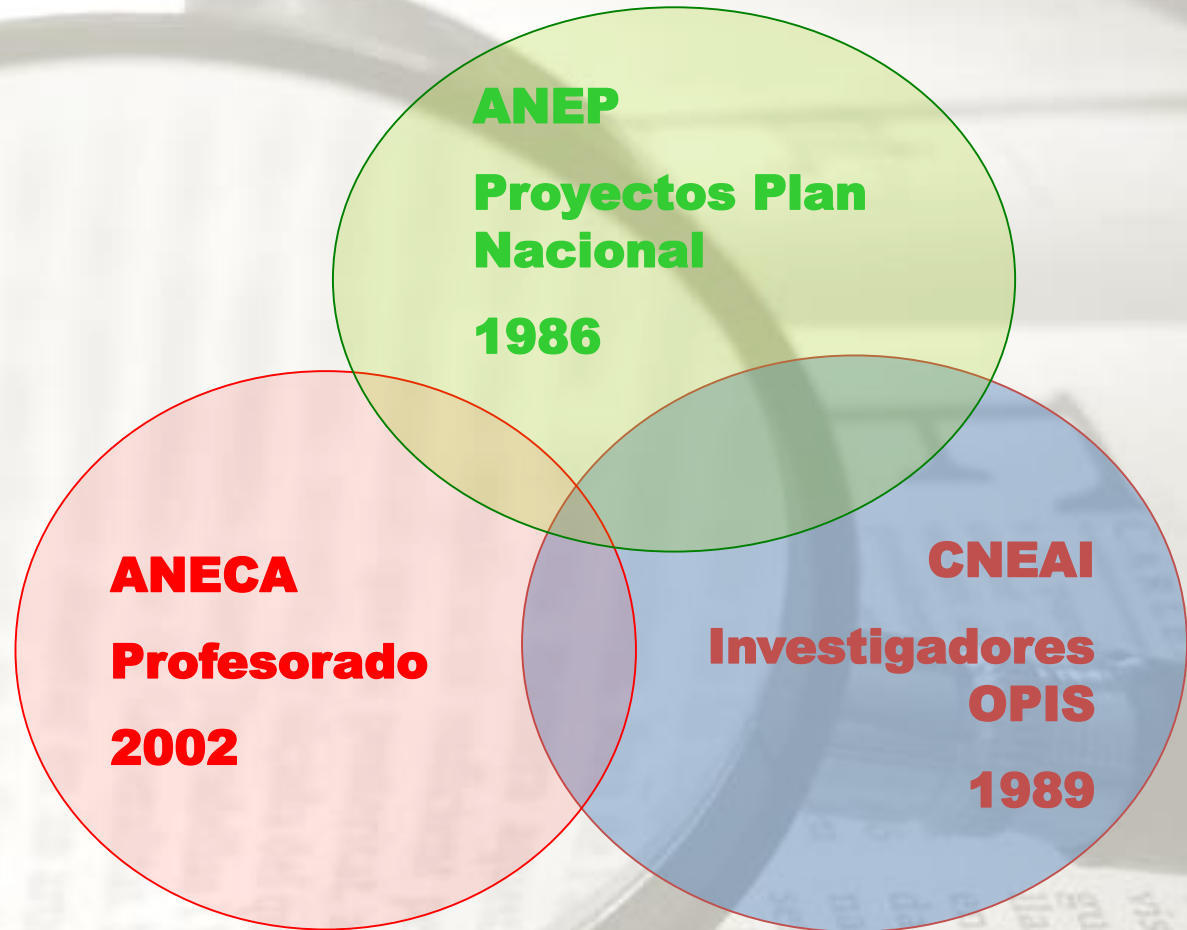 ANEP
Proyectos Plan
Nacional
1986
ANECA
Profesorado
2002
CNEAI
Investigadores
OPIS
1989